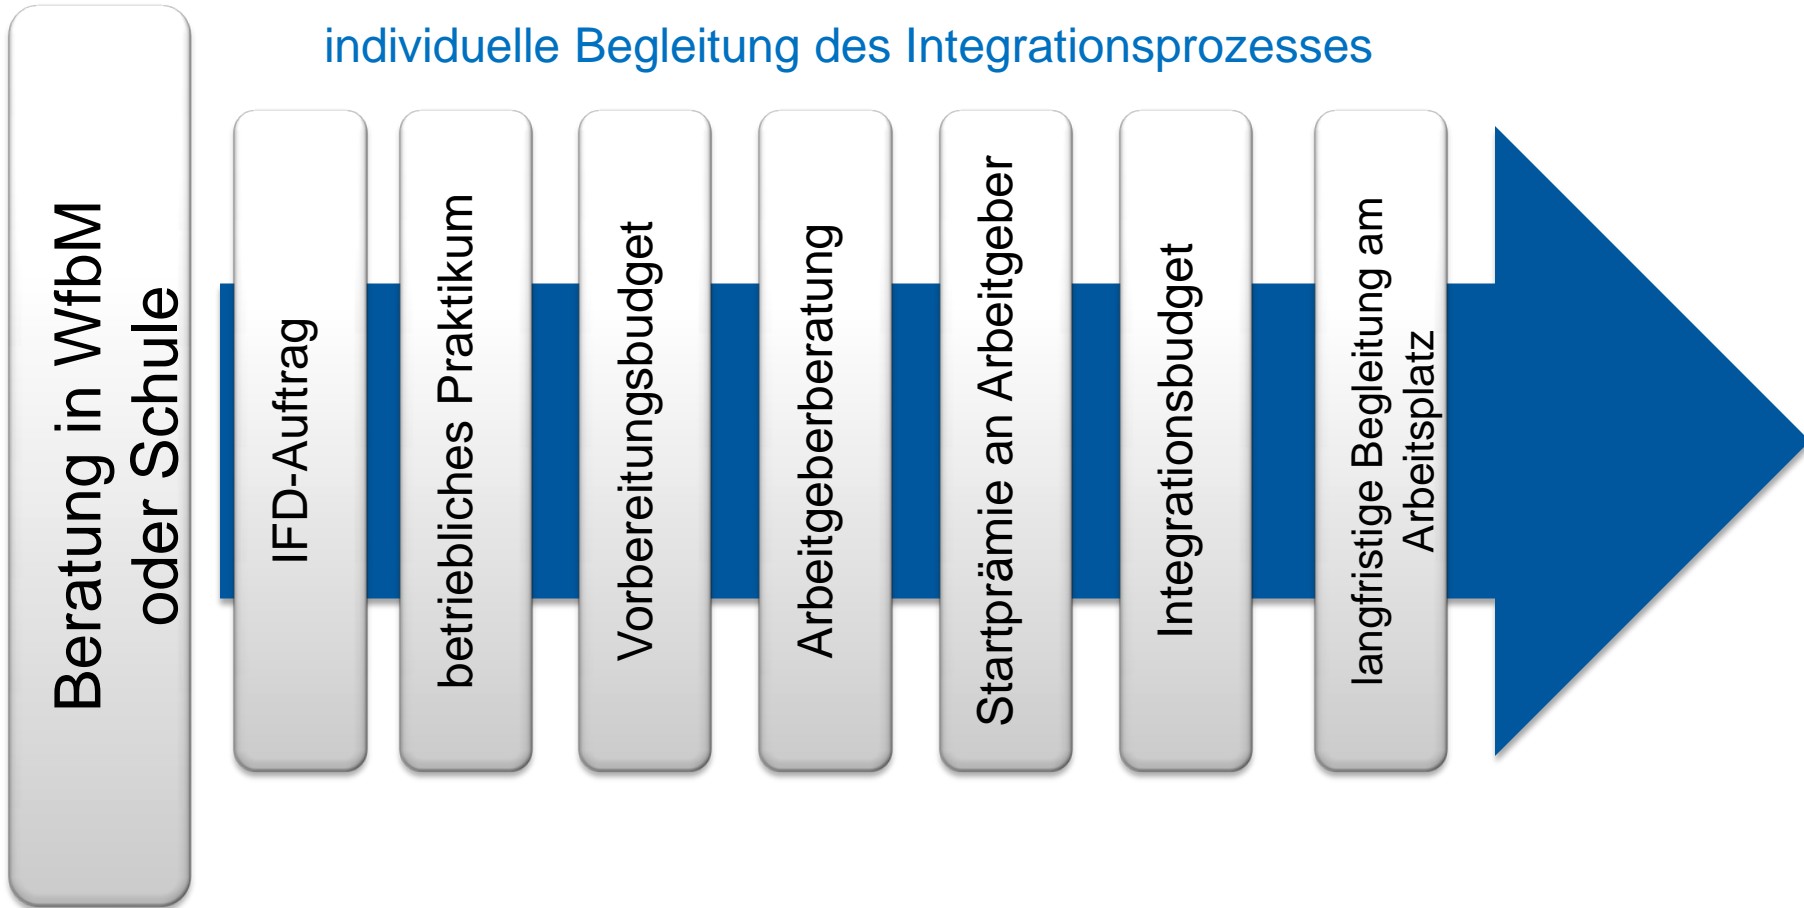 individuelle Begleitung des Integrationsprozesses
Beratung in WfbM
oder Schule
IFD-Auftrag
betriebliches Praktikum
Vorbereitungsbudget
Arbeitgeberberatung
Startprämie an Arbeitgeber
Integrationsbudget
langfristige Begleitung am
Arbeitsplatz